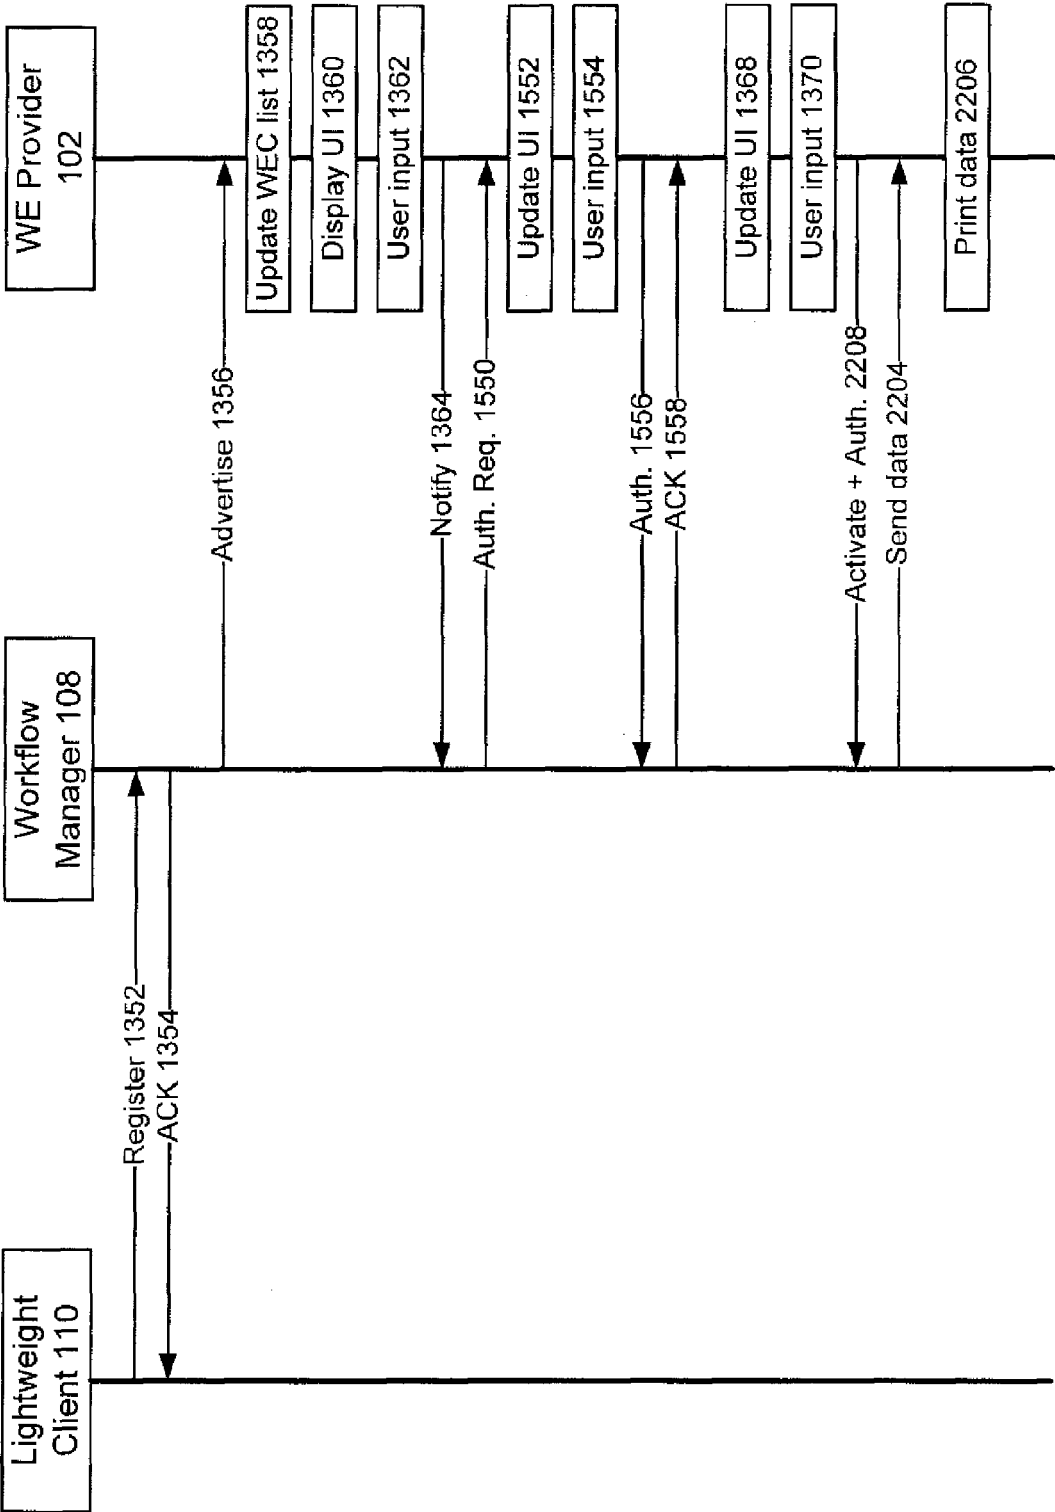 Lightweight
Client 110
Workflow
Manager 108
WE Provider
102
Register 1352
ACK 1354
Advertise 1356
Update WEC list 1358
Display UI 1360
User input 1362
Notify 1364
Auth. Req. 1550
Update UI 1552
User input 1554
Auth. 1556
ACK 1558
Update UI 1368
User input 1370
Activate + Auth. 2208
Send data 2204
Print data 2206